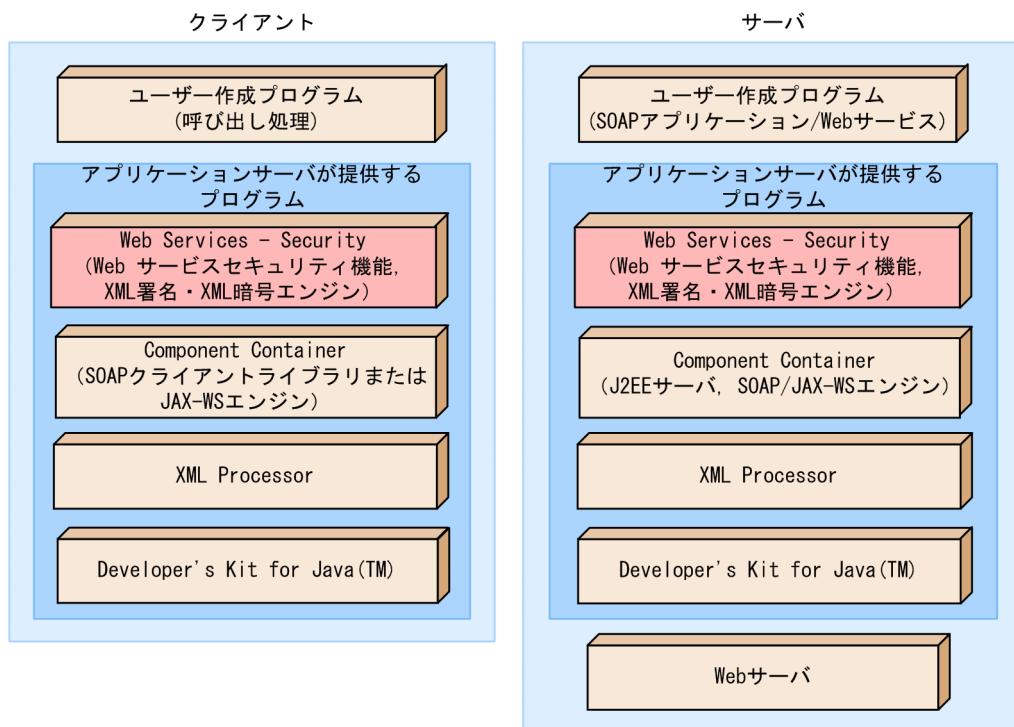 クライアント
ユーザー作成プログラム
(呼び出し処理)
アプリケーションサーバが提供する
プログラム
Web Services - Security
(Web サービスセキュリティ機能,
XML署名・XML暗号エンジン)
Component Container
(SOAPクライアントライブラリまたは
JAX-WSエンジン)
XML Processor
Developer's Kit for Java(TM)
サーバ
ユーザー作成プログラム
(SOAPアプリケーション/Webサービス)
アプリケーションサーバが提供する
プログラム
Web Services - Security
(Web サービスセキュリティ機能,
XML署名・XML暗号エンジン)
Component Container
(J2EEサーバ, SOAP/JAX-WSエンジン)
XML Processor
Developer's Kit for Java(TM)
Webサーバ